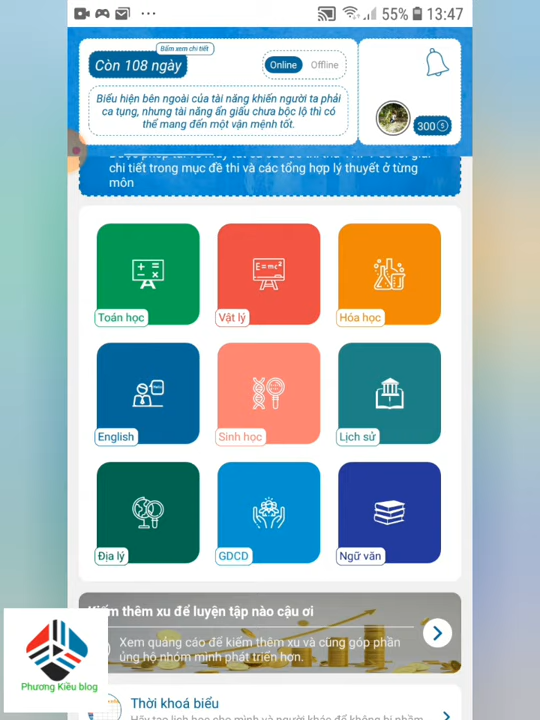 55% 13:47
Bấm xem chi tiết
Còn 108 ngày
Online Offline
Biểu hiện bên ngoài của tài năng khiến người ta phải
ca tụng, nhưng tài năng ẩn giấu chưa bộc lộ thì có
thể mang đến một vận mệnh tốt.
300
chi tiết trong mục đề thi và các tổng hợp lý thuyết ở từng
môn
E=mc²
Toán học
Vật lý
Hóa học
English
Sinh học
Lịch sử
Địa lý
GDCD
Ngữ văn
Kiếm thêm xu để luyện tập nào cậu ơi
Xem quảng cáo để kiếm thêm xu và cũng góp phần
ủng hộ nhóm mình phát triển hơn.
Phương Kiều blog
Thời khoá biểu